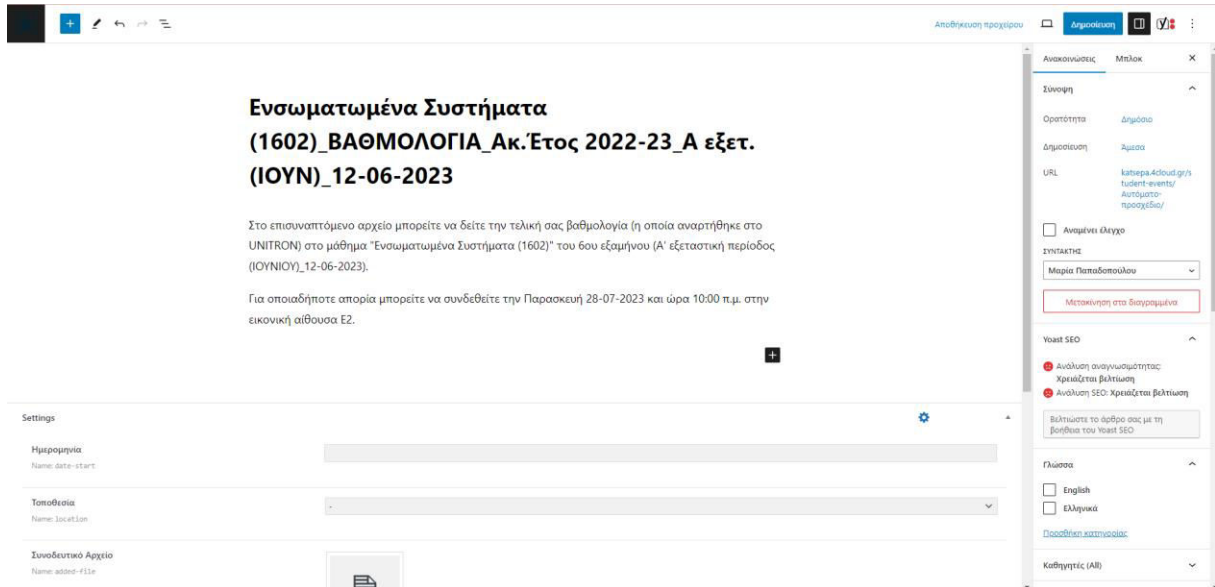 Αποθήκευση προχείρου
Δημοσίευση
Ενσωματωμένα Συστήματα
(1602)_ΒΑΘΜΟΛΟΓΙΑ_Ακ.Έτος 2022-23_Α εξετ.
(ΙΟΥΝ)_12-06-2023
Στο επισυναπτόμενο αρχείο μπορείτε να δείτε την τελική σας βαθμολογία (η οποία αναρτήθηκε στο
UNITRON) στο μάθημα "Ενσωματωμένα Συστήματα (1602)" του 6ου εξαμήνου (Α' εξεταστική περίοδος
(ΙΟΥΝΙΟΥ)_12-06-2023).
Για οποιαδήποτε απορία μπορείτε να συνδεθείτε την Παρασκευή 28-07-2023 και ώρα 10:00 π.μ. στην
εικονική αίθουσα Ε2.
Settings
Ημερομηνία
Name: date-start
Τοποθεσία
Name: location
-
Συνοδευτικό Αρχείο
Name: added-file
Ανακοινώσεις Μπλοκ
Σύνοψη
Ορατότητα Δημόσιο
Δημοσίευση Άμεσα
URL katsepa.4cloud.gr/s
tudent-events/
Αυτόματο-
προσχέδιο/
Αναμένει έλεγχο
ΣΥΝΤΑΚΤΗΣ
Μαρία Παπαδοπούλου
Μετακίνηση στα διαγραμμένα
Yoast SEO
Ανάλυση αναγνωσιμότητας:
Χρειάζεται βελτίωση
Ανάλυση SEO: Χρειάζεται βελτίωση
Βελτιώστε το άρθρο σας με τη
βοήθεια του Yoast SEO
Γλώσσα
English
Ελληνικά
Προσθήκη κατηγορίας
Καθηγητές (All)